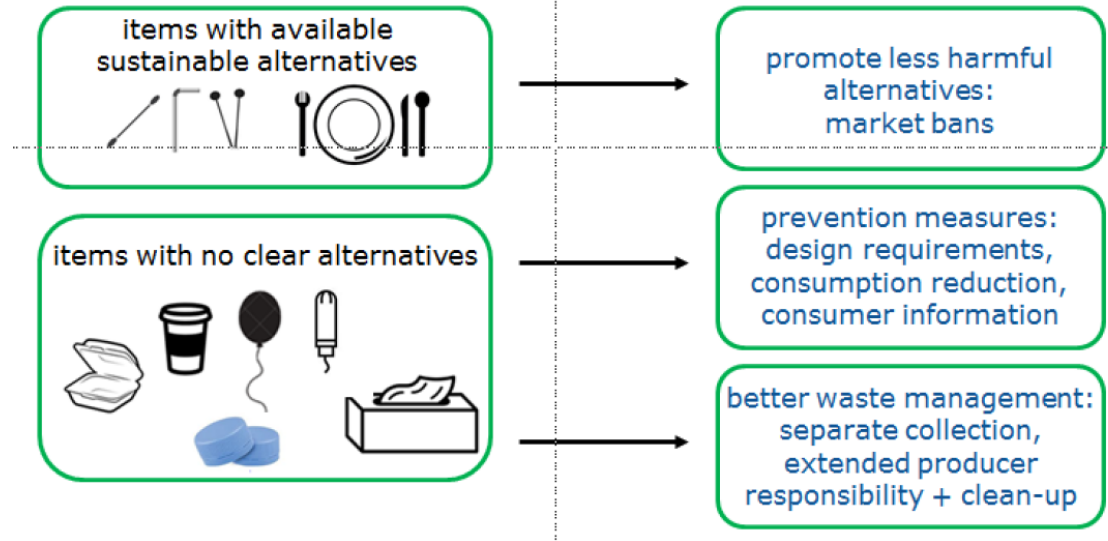 items with available
sustainable alternatives
promote less harmful
alternatives:
market bans
items with no clear alternatives
prevention measures:
design requirements,
consumption reduction,
consumer information
better waste management:
separate collection,
extended producer
responsibility + clean-up